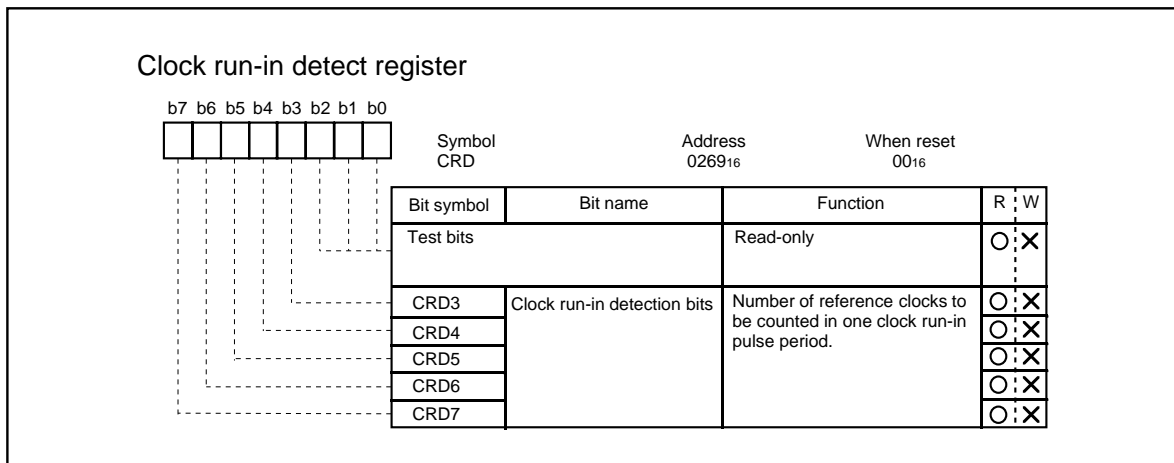 Clock run-in detect register
b7 b6 b5 b4 b3 b2 b1 b0
Symbol Address When reset
CRD 026916 0016
Bit symbol Bit name Function R W
Test bits Read-only O X
CRD3 Clock run-in detection bits Number of reference clocks to O X
be counted in one clock run-in
CRD4 O X
pulse period.
CRD5 O X
CRD6 O X
CRD7 O X